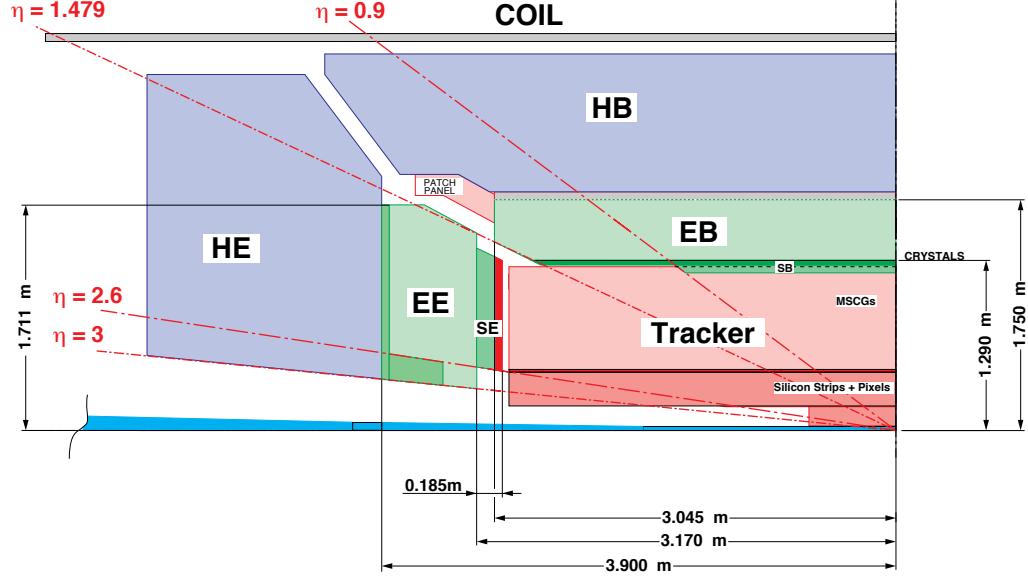 η = 1.479
η = 0.9
COIL
HB
PATCH
PANEL
EB
HE
CRYSTALS
SB
η = 2.6
EE
MSCGs
SE
Tracker
η = 3
1.711 m
1.290 m
1.750 m
Silicon Strips + Pixels
0.185m
3.045 m
3.170 m
3.900 m